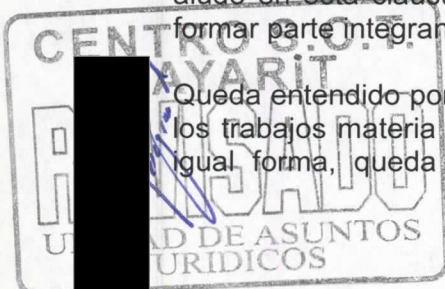 formar parte integran
Queda entendido por
los trabajos materia
igual forma, queda
CENTRO S.C.T.
NAYARIT
REVISADO
UNIDAD DE ASUNTOS
JURIDICOS